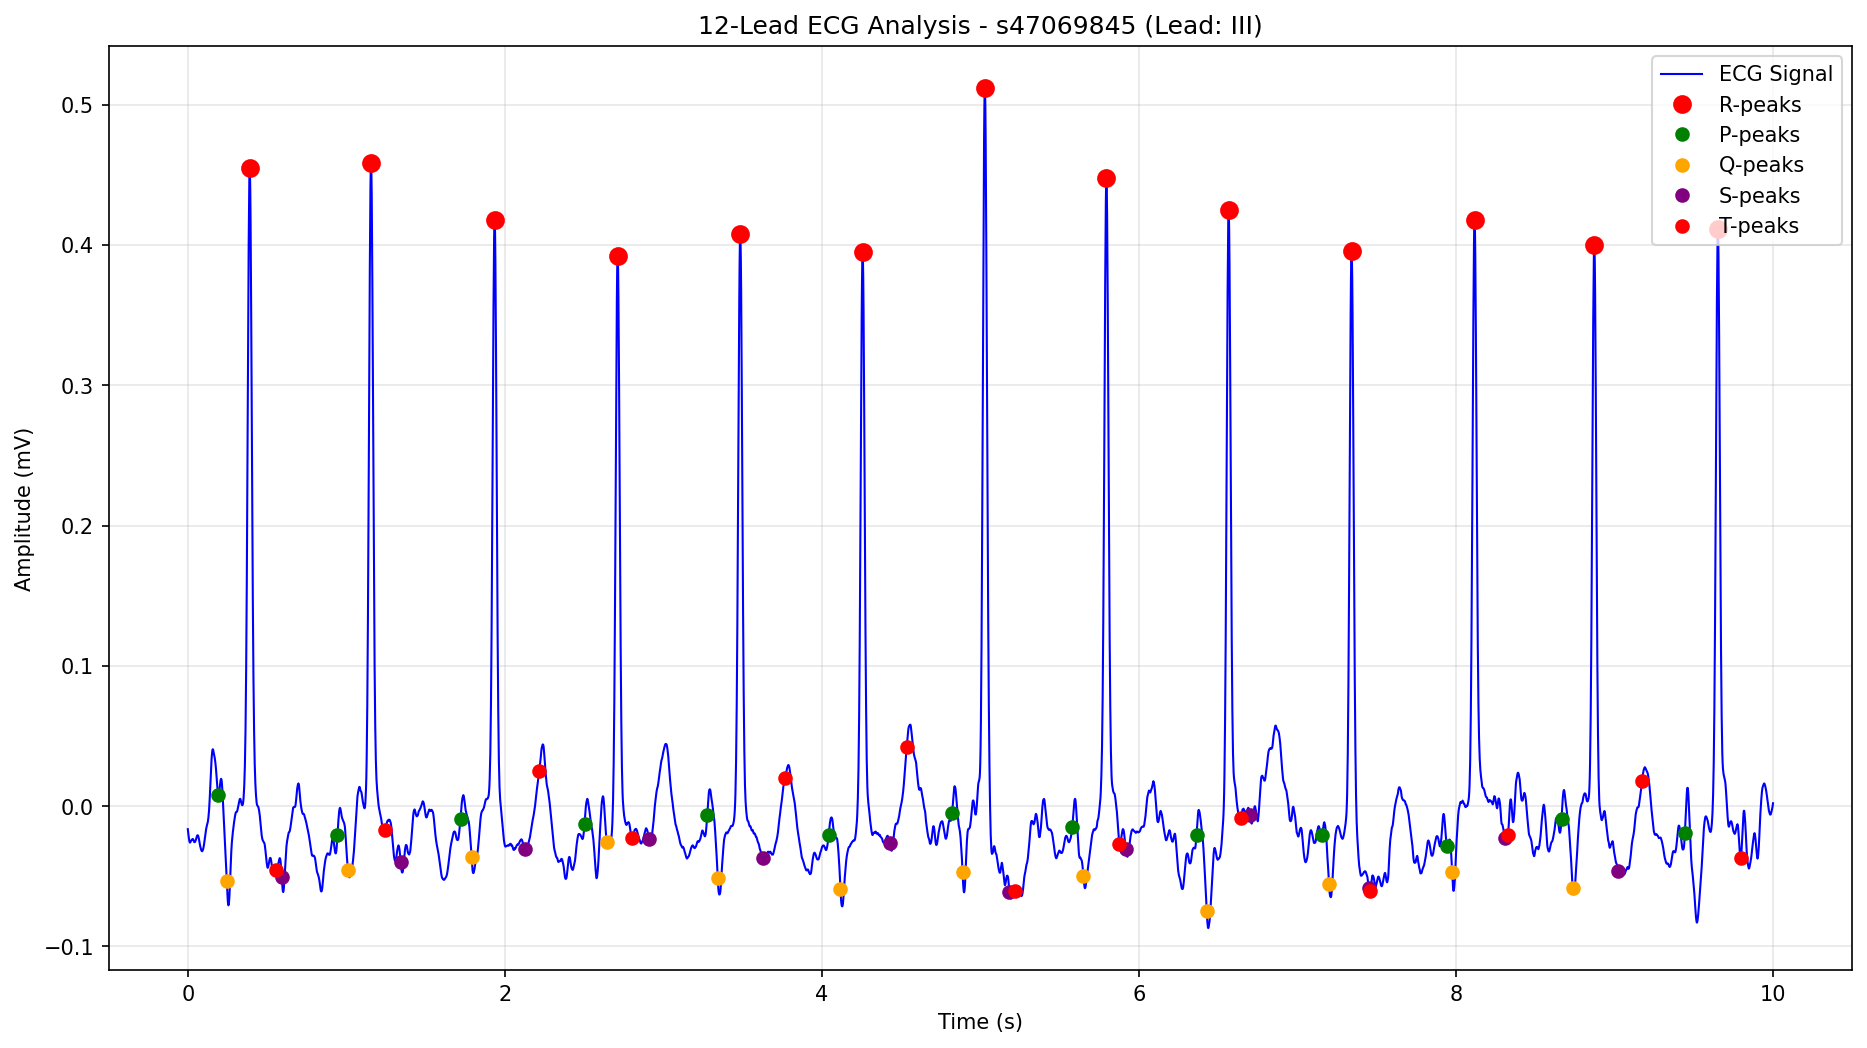 12-Lead ECG Analysis - s47069845 (Lead: III)
ECG Signal
R-peaks
P-peaks
Q-peaks
S-peaks
T-peaks
Amplitude (mV)
0.5
0.4
0.3
0.2
0.1
0.0
−0.1
0
2
4
6
8
10
Time (s)